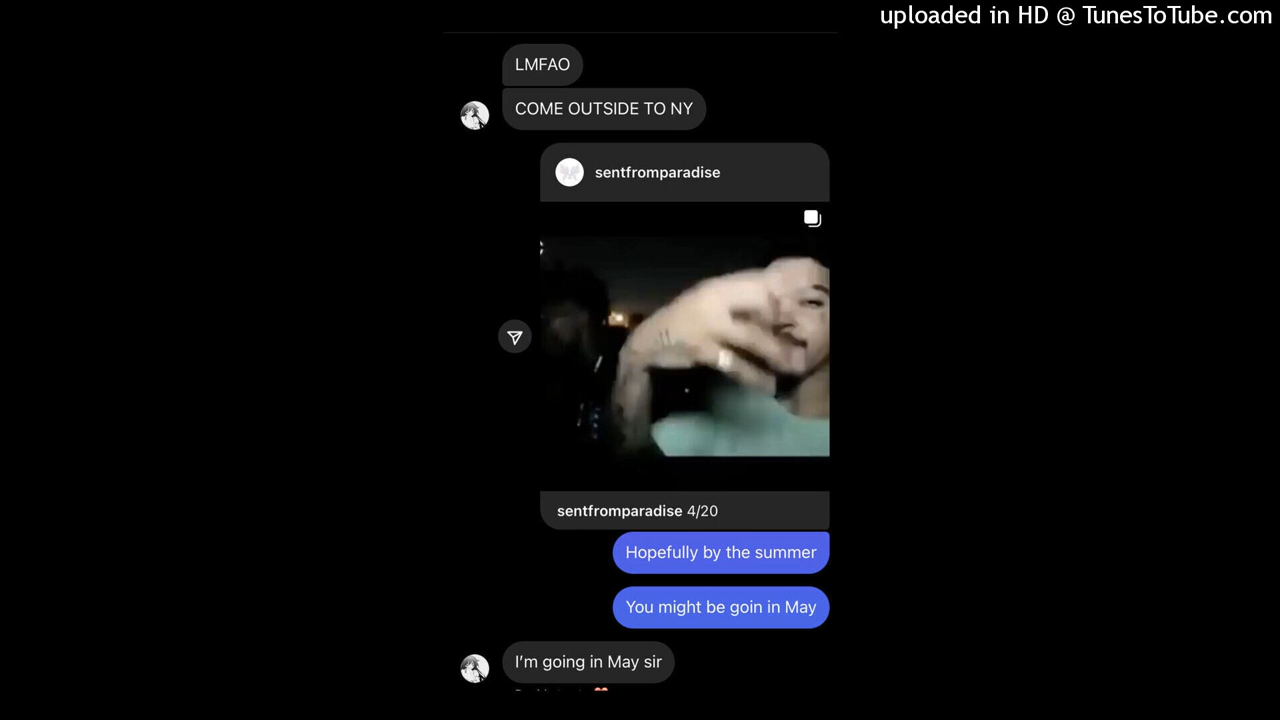 uploaded in HD @ TunesToTube.com
LMFAO
COME OUTSIDE TO NY
sentfromparadise
sentfromparadise 4/20
Hopefully by the summer
You might be goin in May
I’m going in May sir